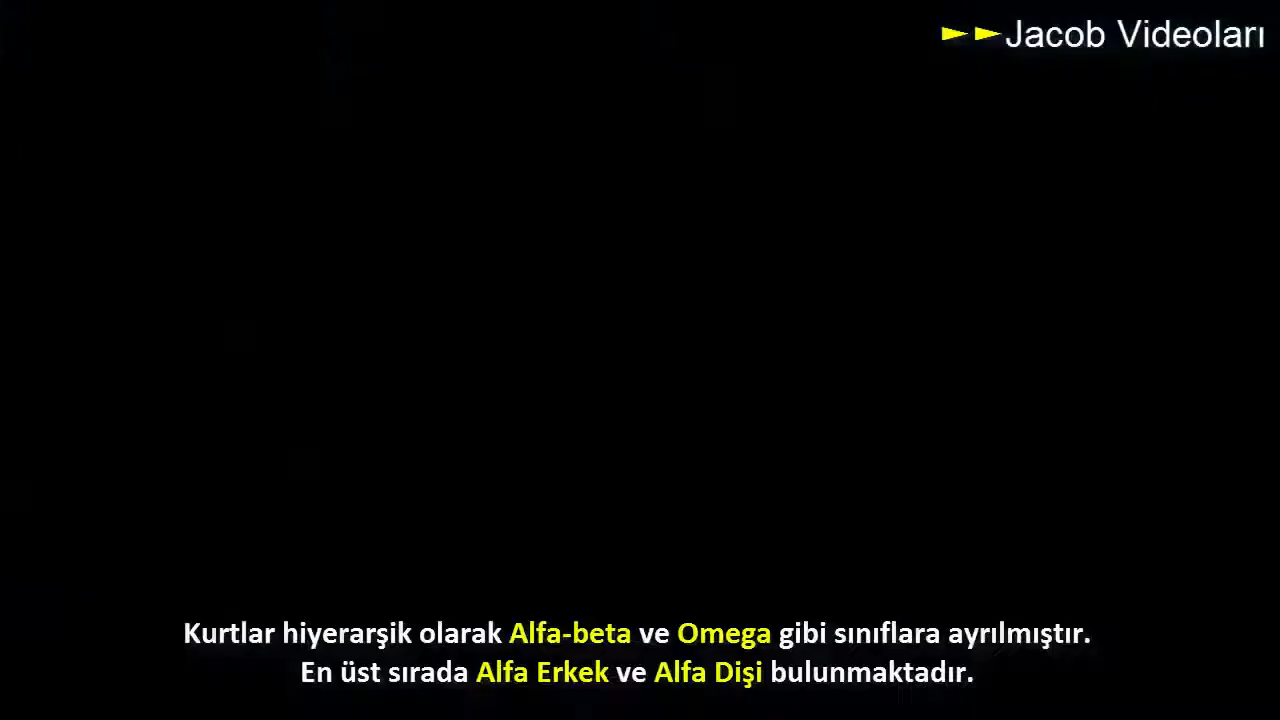 ►►Jacob Videoları
Kurtlar hiyerarşik olarak Alfa-beta ve Omega gibi sınıflara ayrılmıştır.
En üst sırada Alfa Erkek ve Alfa Dişi bulunmaktadır.